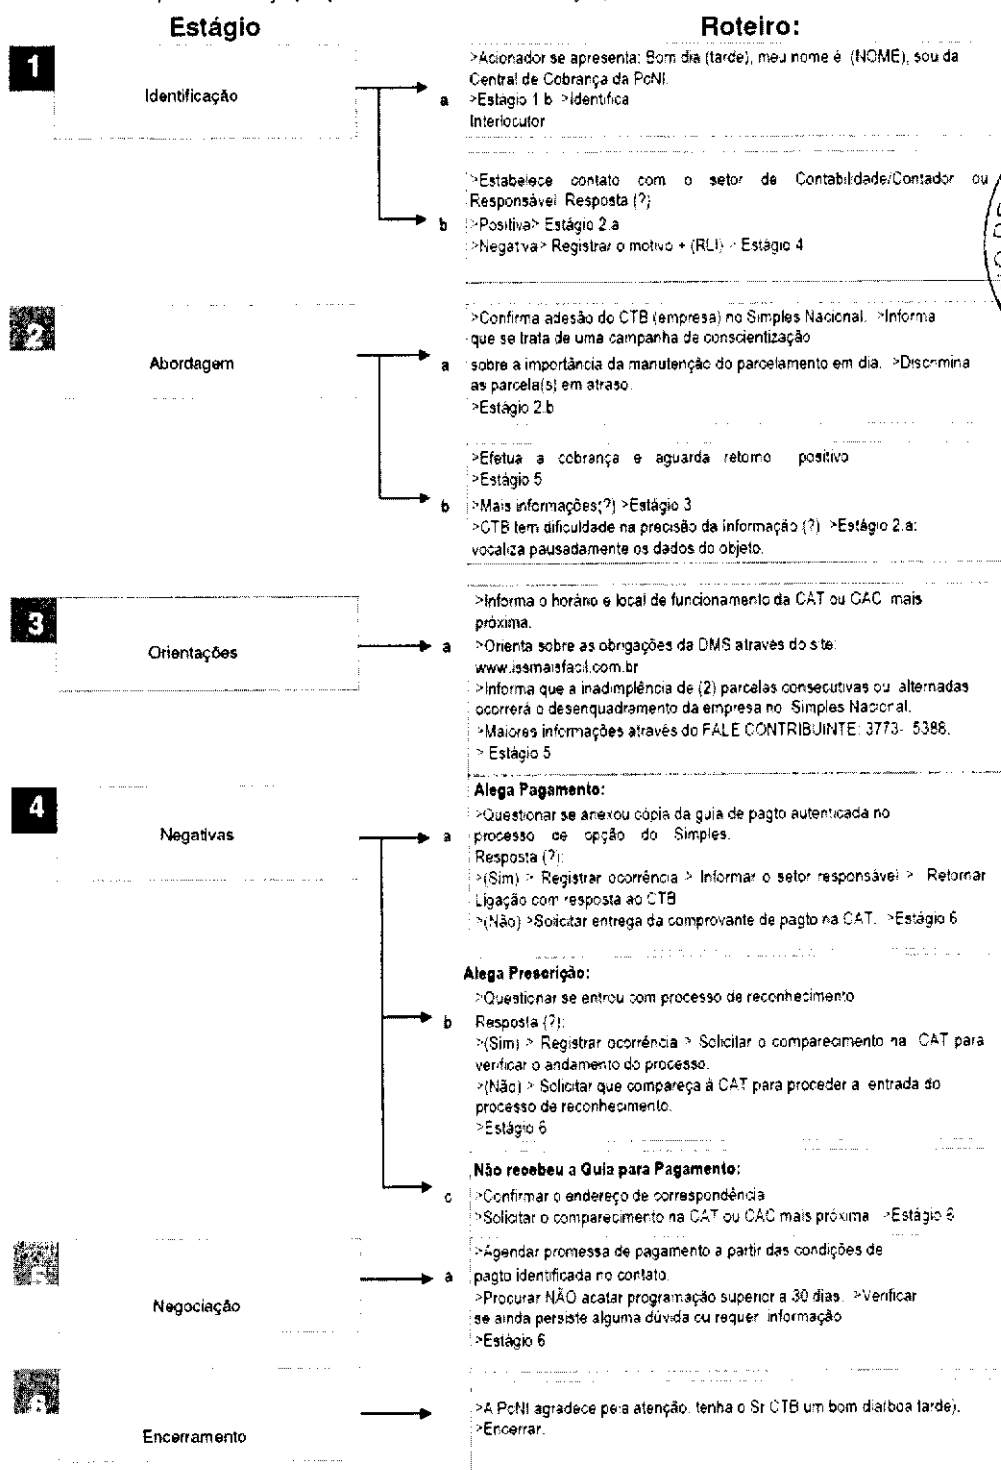 Estágio
Roteiro:
1
Identificação
a
>Acionador se apresenta: Bom dia (tarde), meu nome é (NOME), sou da
Central de Cobrança da PcNI.
>Estágio 1 b >Identifica
Interlocutor
b
>Estabelece contato com o setor de Contabilidade/Contador ou
Responsável Resposta (?)
>Positiva> Estágio 2.a
>Negativa> Registrar o motivo + (RLI) > Estágio 4
2
Abordagem
a
>Confirma adesão do CTB (empresa) no Simples Nacional. >Informa
que se trata de uma campanha de conscientização
sobre a importância da manutenção do parcelamento em dia. >Discrimina
as parcela(s) em atraso.
>Estágio 2.b
b
>Efetua a cobrança e aguarda retorno positivo
>Estágio 5
>Mais informações(?) >Estágio 3
>CTB tem dificuldade na precisão da informação (?) >Estágio 2.a:
vocaliza pausadamente os dados do objeto.
3
Orientações
a
>Informa o horário e local de funcionamento da CAT ou CAC mais
próxima.
>Orienta sobre as obrigações da DMS através do site:
www.issmaisfacil.com.br
>Informa que a inadimplência de (2) parcelas consecutivas ou alternadas
ocorrerá o desenquadramento da empresa no Simples Nacional.
>Maiores informações através do FALE CONTRIBUINTE: 3773- 5388.
> Estágio 5
4
Negativas
Alega Pagamento:
a
>Questionar se anexou cópia da guia de pagto autenticada no
processo de opção do Simples.
Resposta (?):
>(Sim) > Registrar ocorrência > Informar o setor responsável > Retornar
Ligação com resposta ao CTB
>(Não) >Solicitar entrega da comprovante de pagto na CAT. >Estágio 6
Alega Prescrição:
b
>Questionar se entrou com processo de reconhecimento
Resposta (?):
>(Sim) > Registrar ocorrência > Solicitar o comparecimento na CAT para
verificar o andamento do processo.
>(Não) > Solicitar que compareça à CAT para proceder a entrada do
processo de reconhecimento.
>Estágio 6
Não recebeu a Guia para Pagamento:
c
>Confirmar o endereço de correspondência
>Solicitar o comparecimento na CAT ou CAC mais próxima >Estágio 6
5
Negociação
a
>Agendar promessa de pagamento a partir das condições de
pagto identificada no contato.
>Procurar NÃO acatar programação superior a 30 dias. >Verificar
se ainda persiste alguma dúvida ou requer informação
>Estágio 6
6
Encerramento
>A PcNI agradece pela atenção. tenha o Sr CTB um bom dia(boa tarde).
>Encerrar.